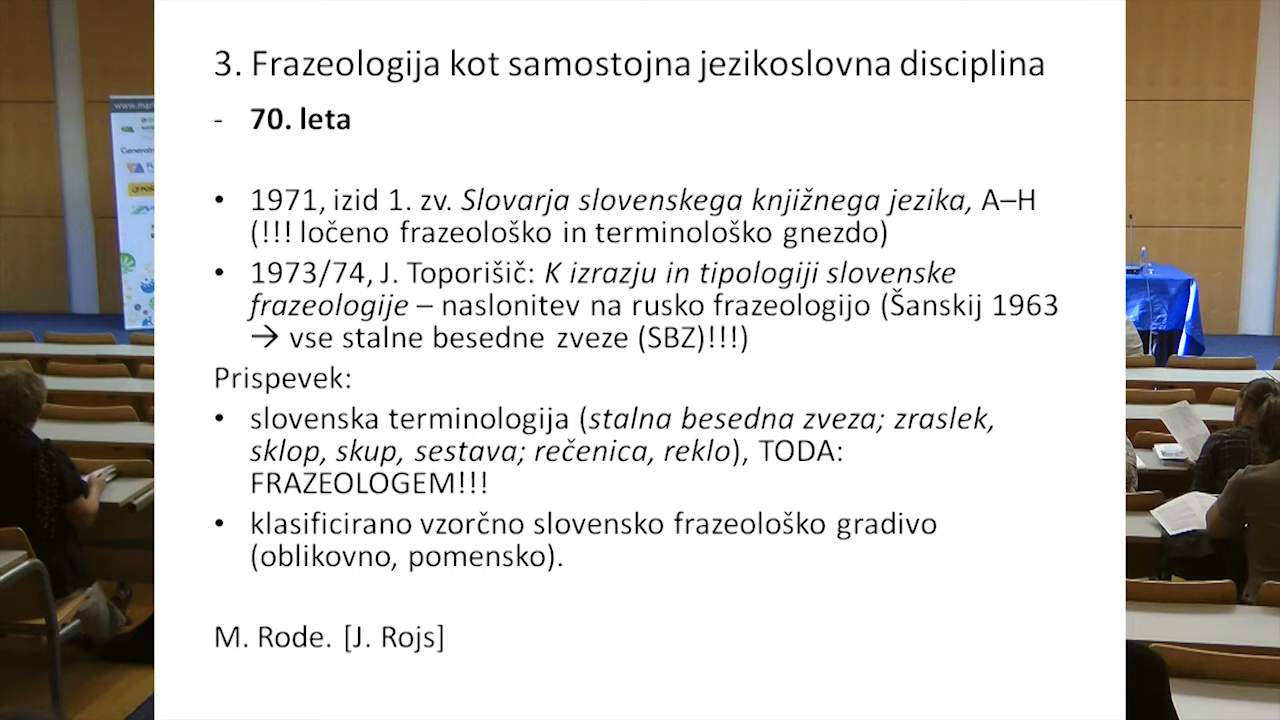 3. Frazeologija kot samostojna jezikoslovna disciplina
- 70. leta
• 1971, izid 1. zv. Slovarja slovenskega knjižnega jezika, A–H
(!!! ločeno frazeološko in terminološko gnezdo)
• 1973/74, J. Toporišič: K izrazju in tipologiji slovenske
frazeologije – naslonitev na rusko frazeologijo (Šanskij 1963
→ vse stalne besedne zveze (SBZ)!!!)
Prispevek:
• slovenska terminologija (stalna besedna zveza; zraslek,
sklop, skup, sestava; rečenica, reklo), TODA:
FRAZEOLOGEM!!!
• klasificirano vzorčno slovensko frazeološko gradivo
(oblikovno, pomensko).
M. Rode. [J. Rojs]